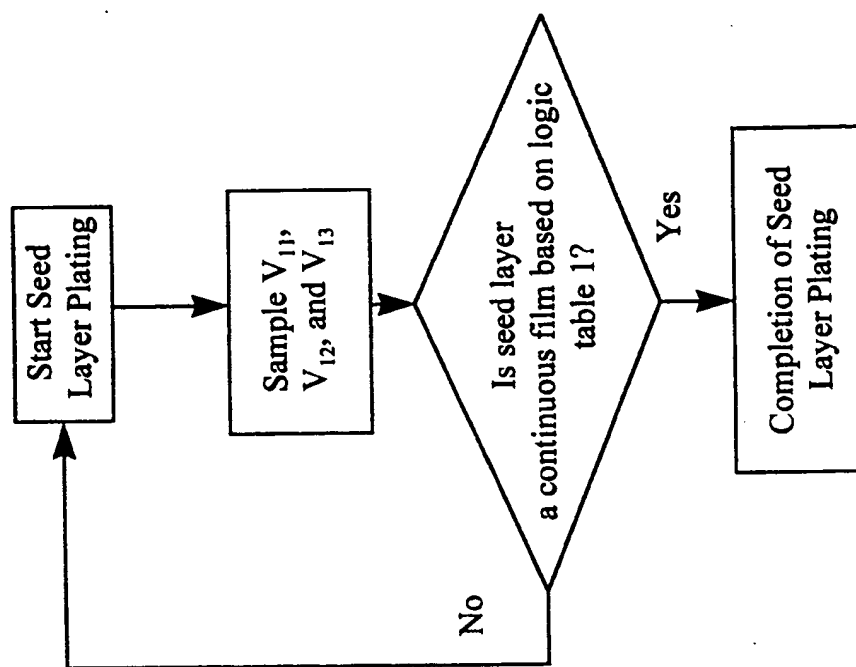 Start Seed
Layer Plating
Sample V₁₁,
V₁₂, and V₁₃
Is seed layer
a continuous film based on logic
table 1?
No
Yes
Completion of Seed
Layer Plating